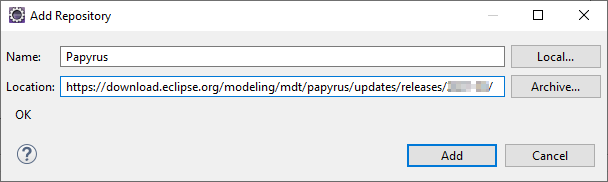 Add Repository
Name: Papyrus Local...
Location: https://download.eclipse.org/modeling/mdt/papyrus/updates/releases/ / Archive...
OK
? Add Cancel